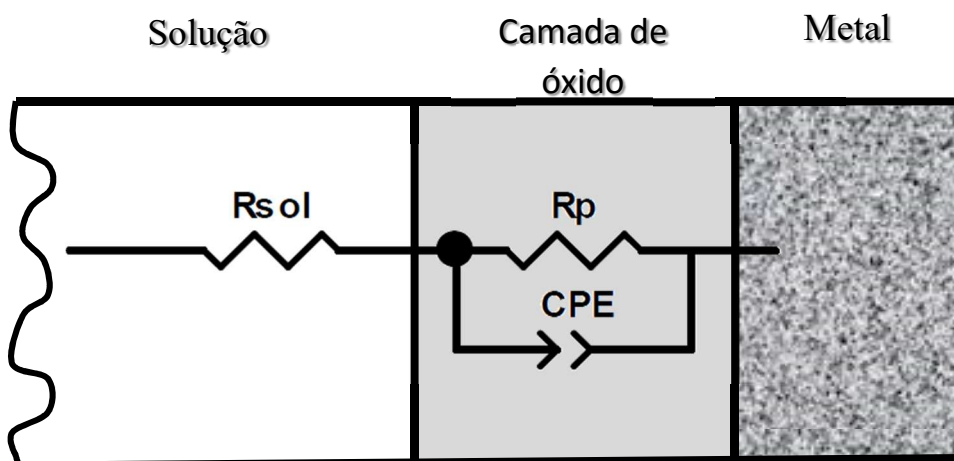 Solução
Camada de
óxido
Metal
Rsol
Rp
CPE